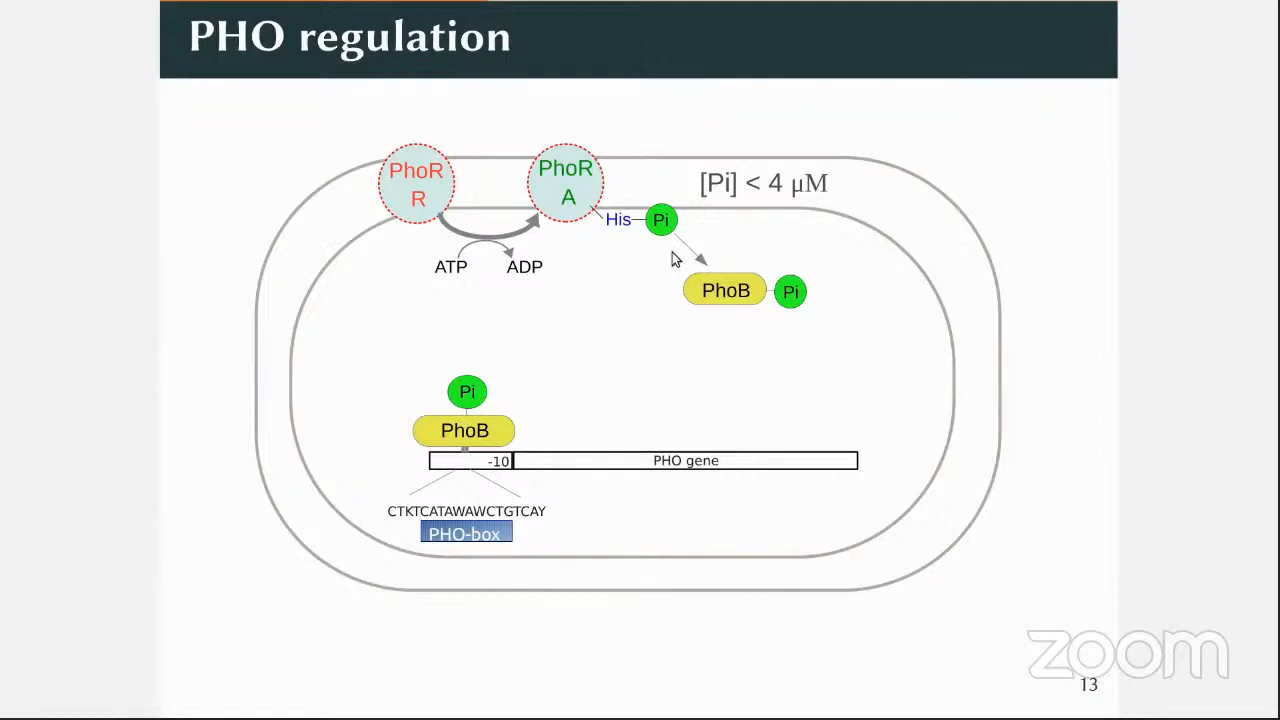 PHO regulation
PhoR
R
PhoR
A
[Pi] < 4 μM
His
Pi
ATP
ADP
PhoB
Pi
Pi
PhoB
-10
PHO gene
CTKTCATAWAWCTGTCAY
PHO-box
zoom
13